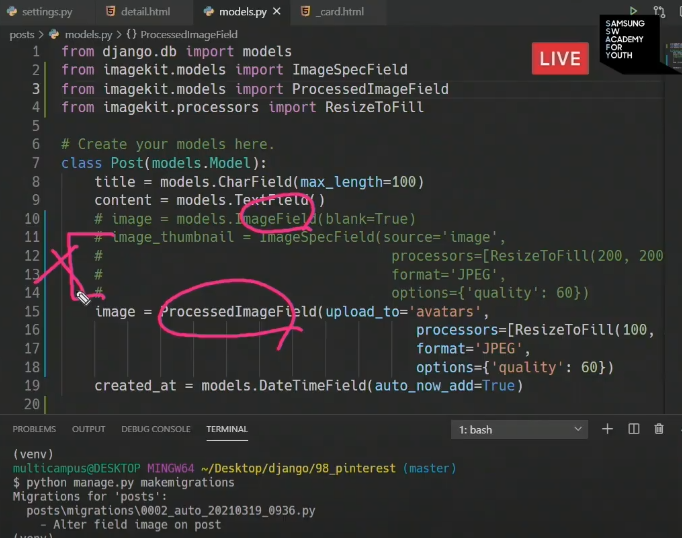 settings.py
detail.html
models.py
_card.html
posts > models.py > ProcessedImageField
SAMSUNG
SW
ACADEMY
FOR
YOUTH
LIVE
1 from django.db import models
2 from imagekit.models import ImageSpecField
3 from imagekit.models import ProcessedImageField
4 from imagekit.processors import ResizeToFill
5
6 # Create your models here.
7 class Post(models.Model):
8 title = models.CharField(max_length=100)
9 content = models.TextField()
10 # image = models.ImageField(blank=True)
11 # image_thumbnail = ImageSpecField(source='image',
12 # processors=[ResizeToFill(200, 200
13 # format='JPEG',
14 # options={'quality': 60})
15 image = ProcessedImageField(upload_to='avatars',
16 processors=[ResizeToFill(100,
17 format='JPEG',
18 options={'quality': 60})
19 created_at = models.DateTimeField(auto_now_add=True)
20
PROBLEMS OUTPUT DEBUG CONSOLE TERMINAL 1: bash
(venv)
multicampus@DESKTOP MINGW64 ~/Desktop/django/98_pinterest (master)
$ python manage.py makemigrations
Migrations for 'posts':
posts\migrations\0002_auto_20210319_0936.py
- Alter field image on post
(venv)